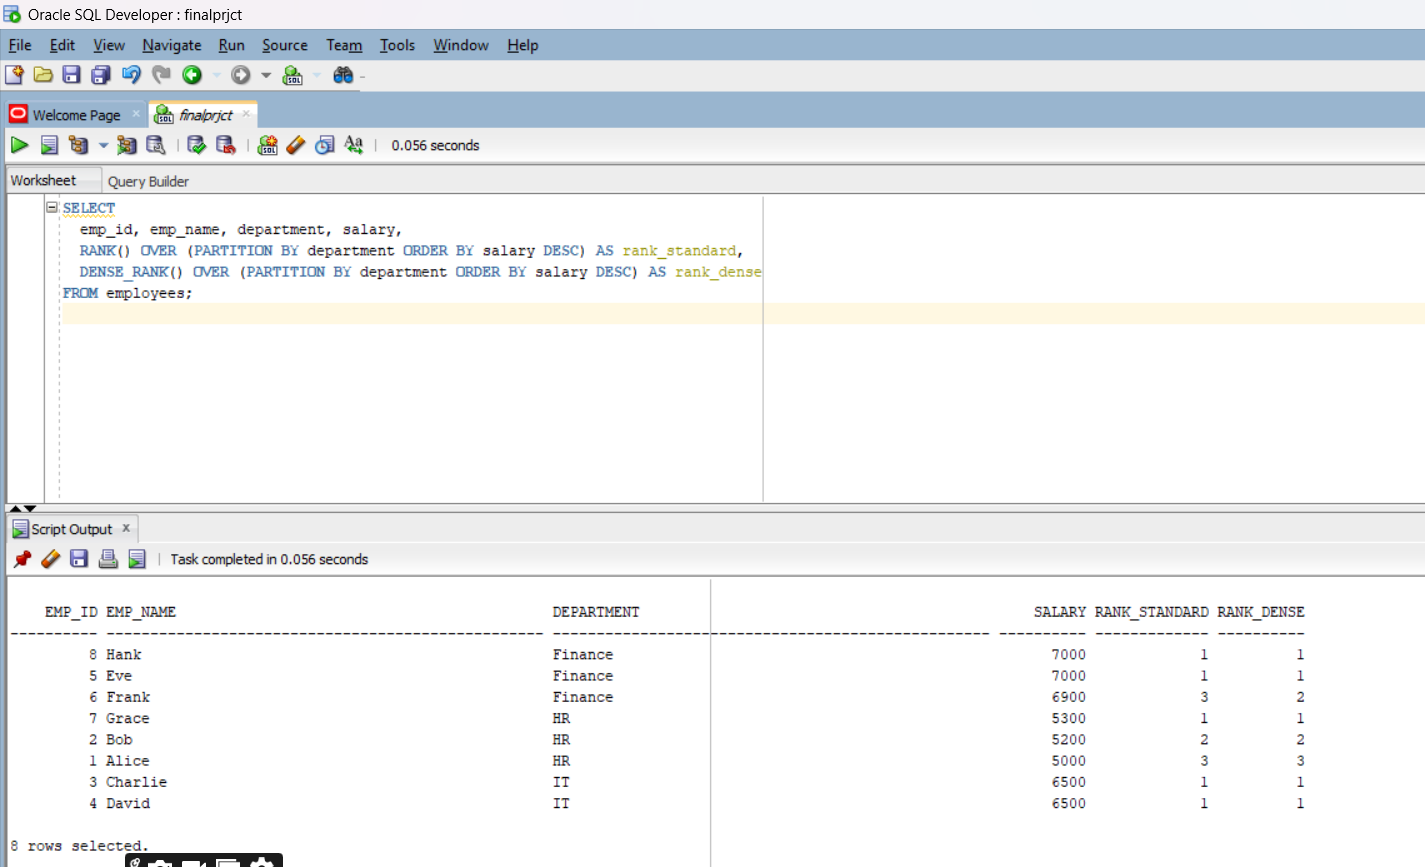 Oracle SQL Developer : finalprjct
File Edit View Navigate Run Source Team Tools Window Help
SQL
Welcome Page × SQL finalprjct ×
SQL Aa 0.056 seconds
Worksheet Query Builder
SELECT
emp_id, emp_name, department, salary,
RANK() OVER (PARTITION BY department ORDER BY salary DESC) AS rank_standard,
DENSE_RANK() OVER (PARTITION BY department ORDER BY salary DESC) AS rank_dense
FROM employees;
Script Output ×
Task completed in 0.056 seconds
EMP_ID EMP_NAME DEPARTMENT SALARY RANK_STANDARD RANK_DENSE
---------- -------------------------------------------------- -------------------------------------------------- ---------- ------------- ----------
8 Hank Finance 7000 1 1
5 Eve Finance 7000 1 1
6 Frank Finance 6900 3 2
7 Grace HR 5300 1 1
2 Bob HR 5200 2 2
1 Alice HR 5000 3 3
3 Charlie IT 6500 1 1
4 David IT 6500 1 1
8 rows selected.